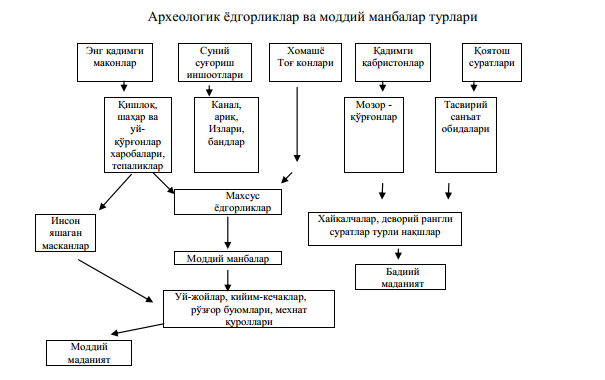 Археологик ёдгорликлар ва моддий манбалар турлари
Энг қадимги
маконлар
Суний
суғориш
иншоотлари
Хомашё
Тоғ конлари
Қадимги
қабристонлар
Қоятош
суратлари
Қишлоқ,
шаҳар ва
уй-
қўрғонлар
харобалари,
тепаликлар
Канал,
ариқ,
Излари,
бандлар
Мозор -
қўрғонлар
Тасвирий
санъат
обидалари
Махсус
ёдгорликлар
Инсон
яшаган
масканлар
Хайкалчалар, деворий рангли
суратлар турли нақшлар
Моддий манбалар
Бадиий
маданият
Уй-жойлар, кийим-кечаклар,
рўзғор буюмлари, мехнат
қуроллари
Моддий
маданият